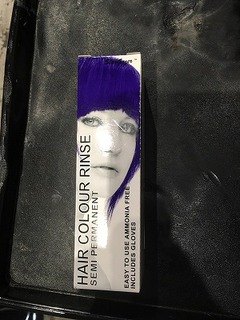 HAIR COLOUR RINSE
SEMI PERMANENT
EASY TO USE AMMONIA FREE
INCLUDES GLOVES